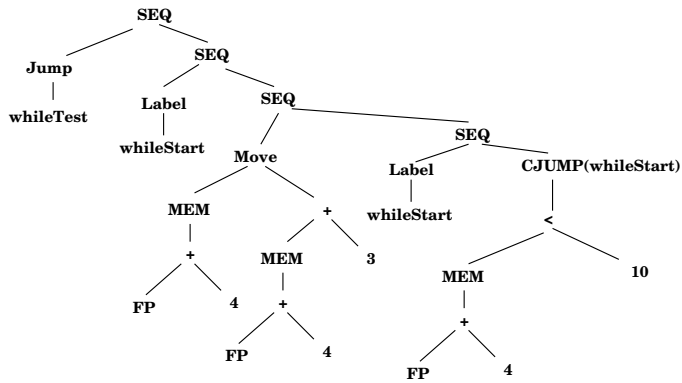 SEQ
SEQ
Jump
Label
SEQ
whileTest
SEQ
whileStart
Move
Label
CJUMP(whileStart)
MEM
+
whileStart
<
+
MEM
3
MEM
10
FP
4
+
+
FP
4
FP
4